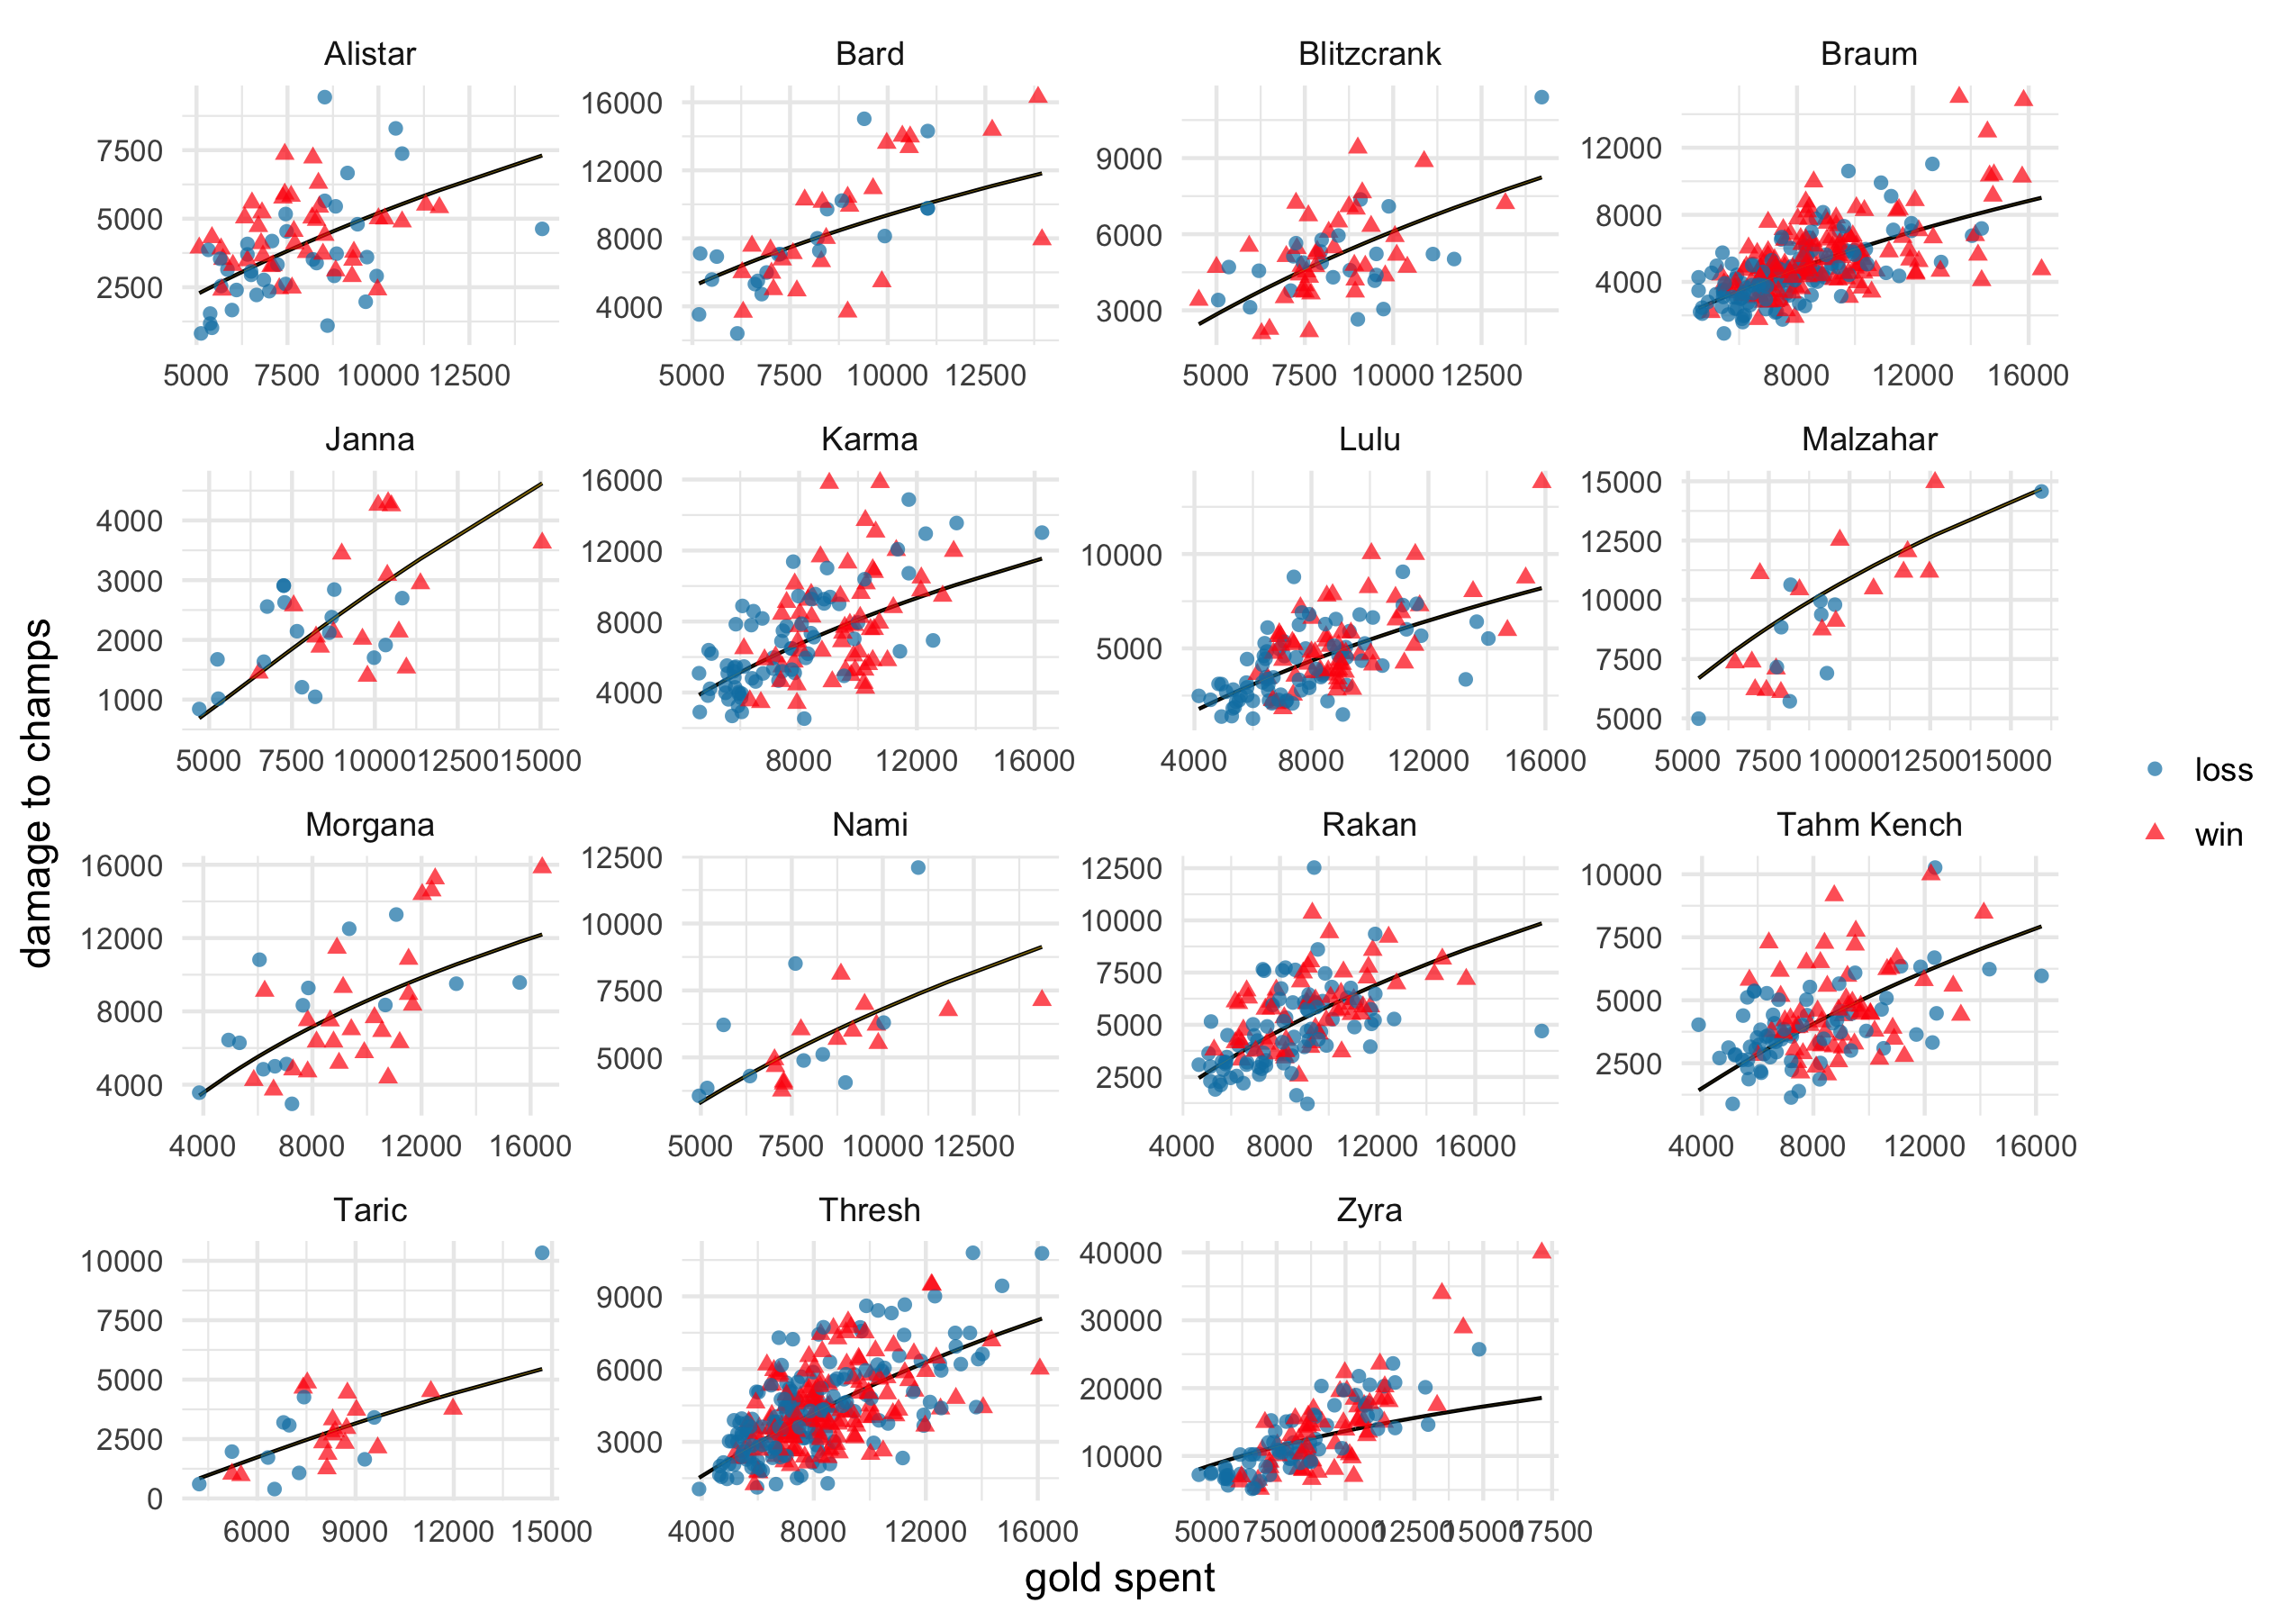 Alistar
Bard
Blitzcrank
Braum
7500
5000
2500
5000 7500 10000 12500
16000
12000
8000
4000
5000 7500 10000 12500
9000
6000
3000
5000 7500 10000 12500
12000
8000
4000
8000 12000 16000
Janna
Karma
Lulu
Malzahar
4000
3000
2000
1000
5000 7500 10000 12500 15000
16000
12000
8000
4000
8000 12000 16000
10000
5000
4000 8000 12000 16000
15000
12500
10000
7500
5000
5000 7500 10000 12500 15000
damage to champs
loss
win
Morgana
Nami
Rakan
Tahm Kench
16000
12000
8000
4000
4000 8000 12000 16000
12500
10000
7500
5000
5000 7500 10000 12500
12500
10000
7500
5000
2500
4000 8000 12000 16000
10000
7500
5000
2500
4000 8000 12000 16000
Taric
Thresh
Zyra
10000
7500
5000
2500
0
6000 9000 12000 15000
9000
6000
3000
4000 8000 12000 16000
40000
30000
20000
10000
5000 7500 10000 12500 15000 17500
gold spent